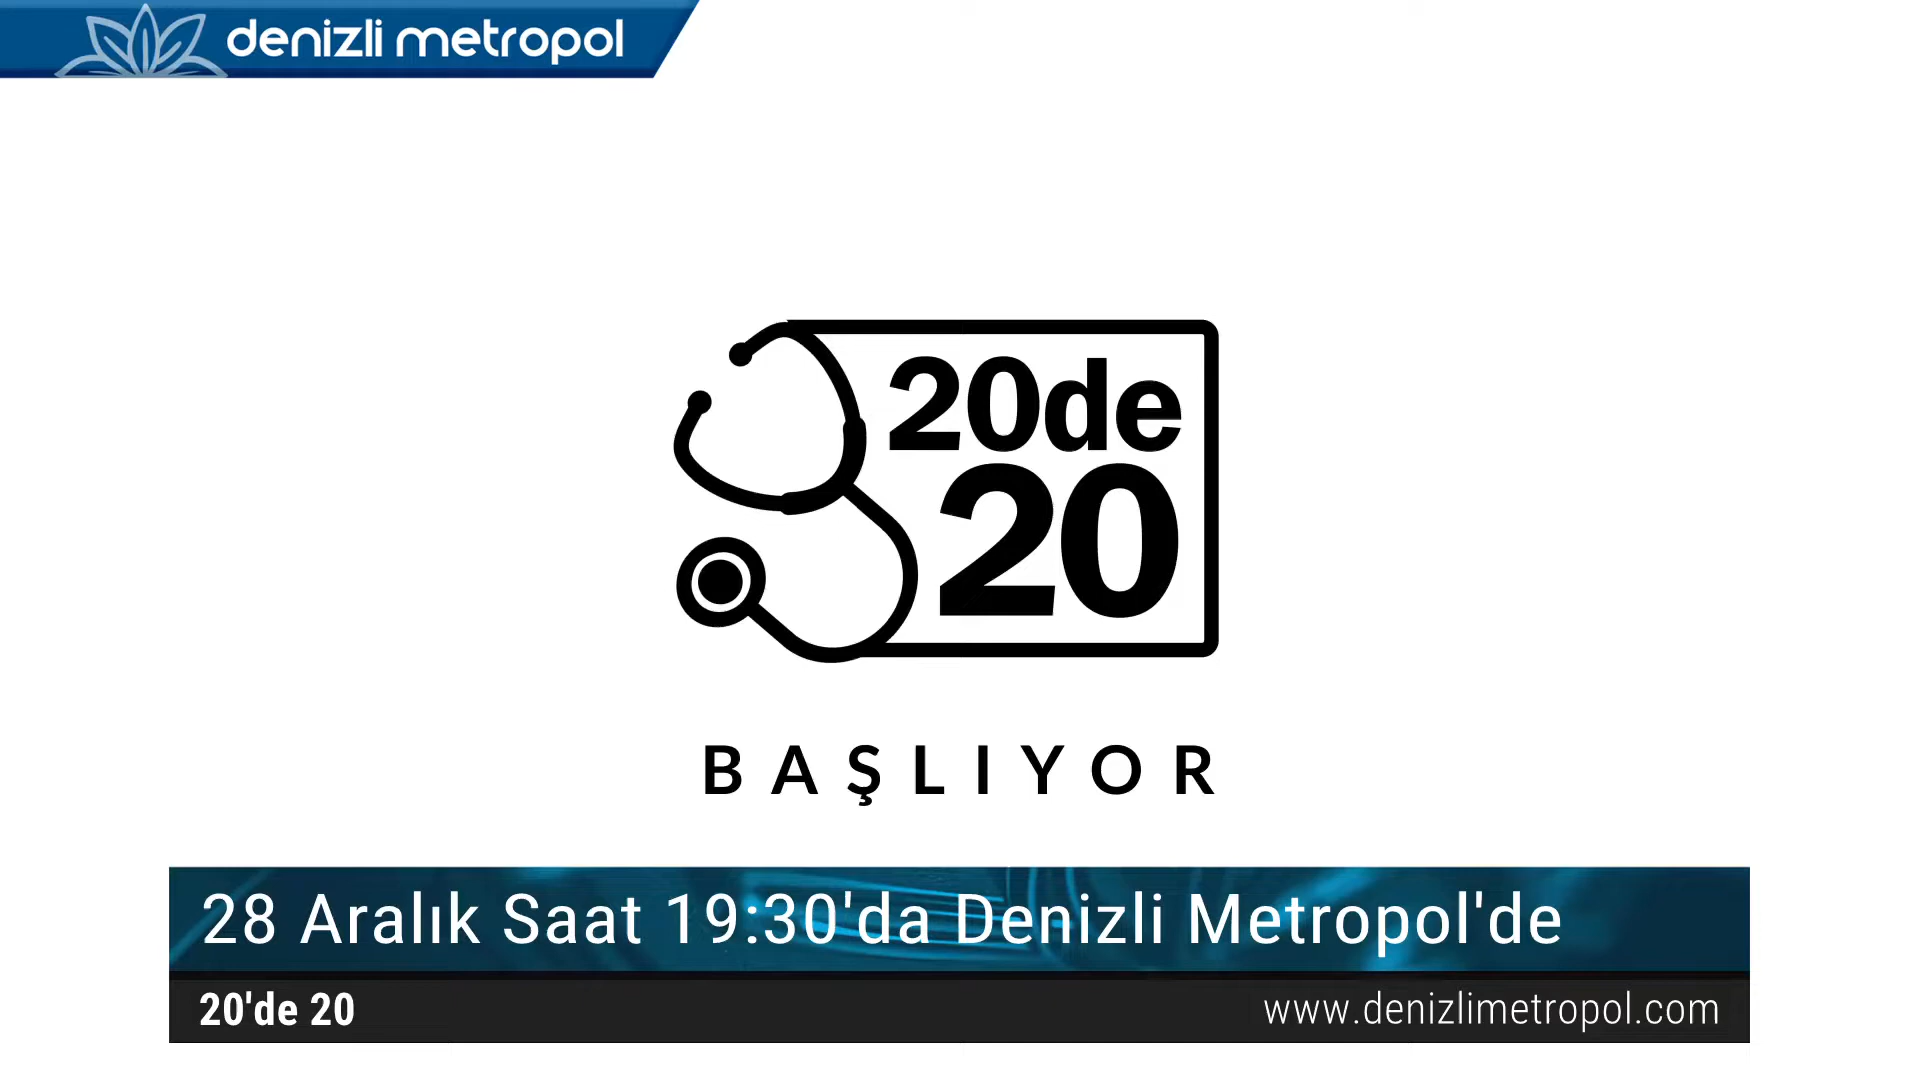 denizli metropol
20de
20
BAŞLIYOR
28 Aralık Saat 19:30'da Denizli Metropol'de
20'de 20
www.denizlimetropol.com